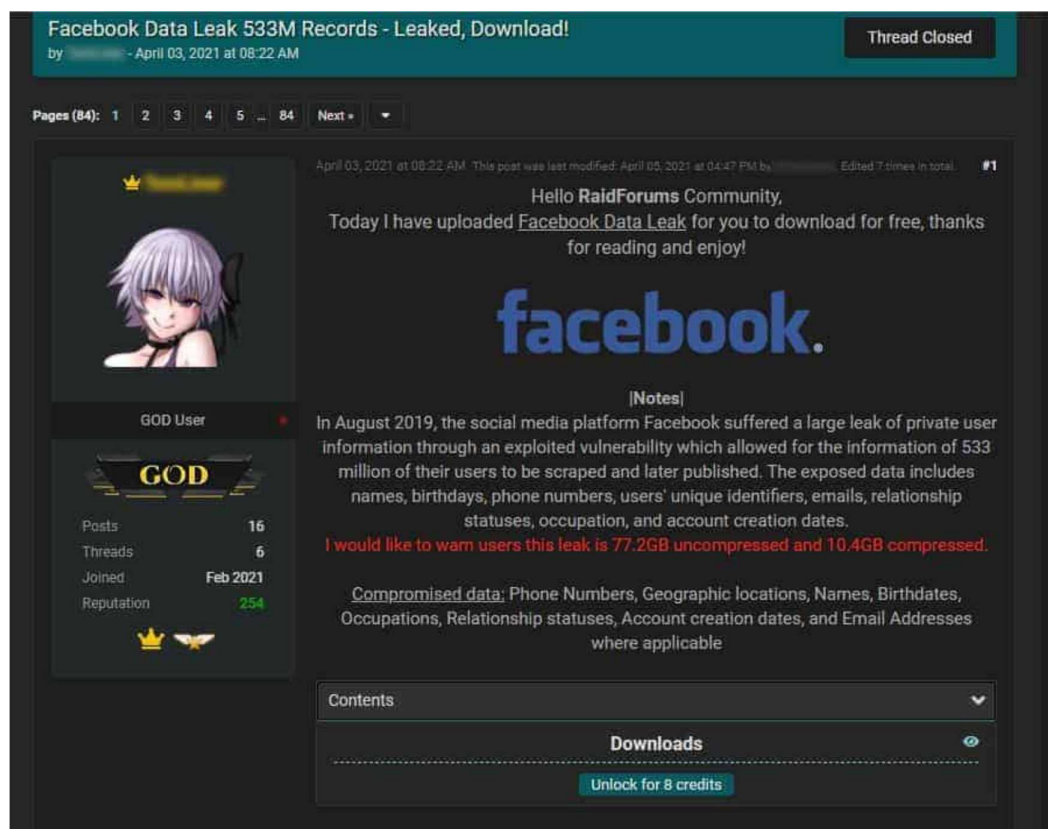 Facebook Data Leak 533M Records - Leaked, Download!
by - April 03, 2021 at 08:22 AM
Thread Closed
Pages (84): 1 2 3 4 5 ... 84 Next »
April 03, 2021 at 08:22 AM This post was last modified: April 05, 2021 at 04:47 PM by Edited 7 times in total. #1
Hello RaidForums Community,
Today I have uploaded Facebook Data Leak for you to download for free, thanks
for reading and enjoy!
facebook.
|Notes|
In August 2019, the social media platform Facebook suffered a large leak of private user
information through an exploited vulnerability which allowed for the information of 533
million of their users to be scraped and later published. The exposed data includes
names, birthdays, phone numbers, users' unique identifiers, emails, relationship
statuses, occupation, and account creation dates.
I would like to warn users this leak is 77.2GB uncompressed and 10.4GB compressed.
Compromised data: Phone Numbers, Geographic locations, Names, Birthdates,
Occupations, Relationship statuses, Account creation dates, and Email Addresses
where applicable
GOD User
GOD
Posts 16
Threads 6
Joined Feb 2021
Reputation 254
Contents
Downloads
Unlock for 8 credits